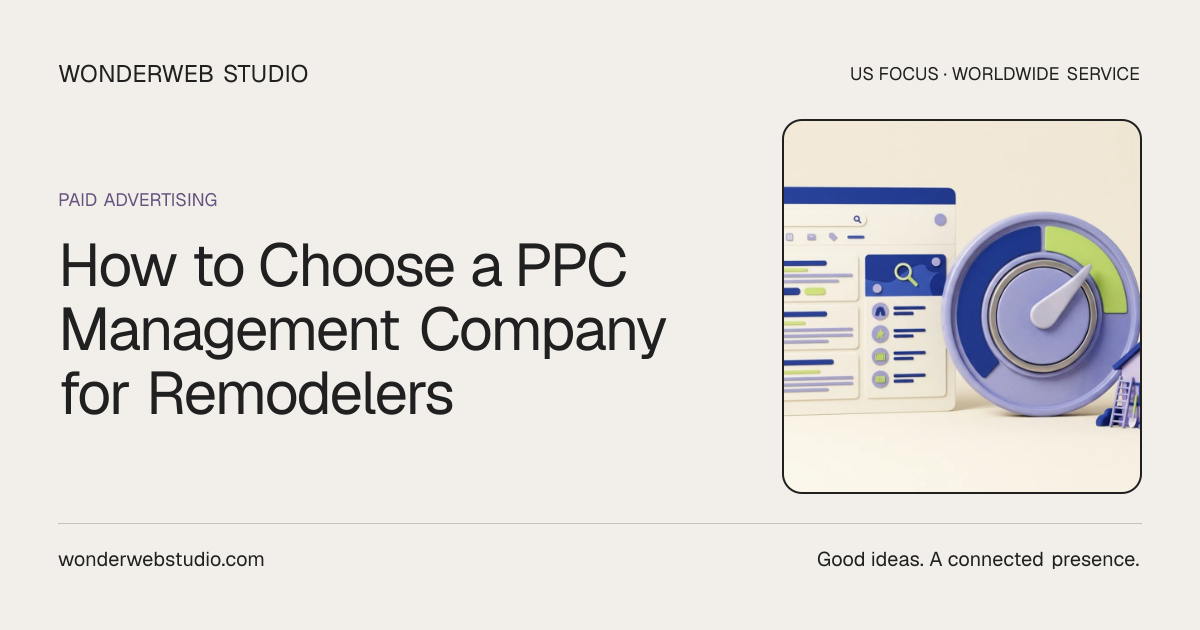 WONDERWEB STUDIO
US FOCUS · WORLDWIDE SERVICE
PAID ADVERTISING
How to Choose a PPC
Management Company
for Remodelers
wonderwebstudio.com
Good ideas. A connected presence.